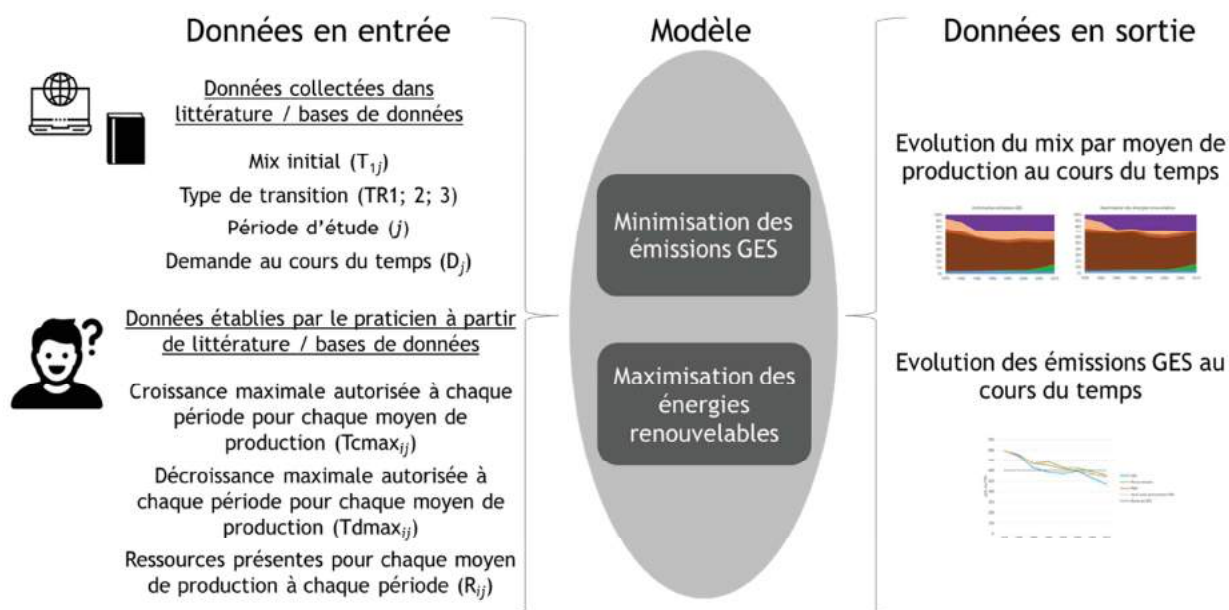 Données en entrée
Données collectées dans
littérature / bases de données
Mix initial (T1j)
Type de transition (TR1; 2; 3)
Période d'étude (j)
Demande au cours du temps (Dj)
Données établies par le praticien à partir
de littérature / bases de données
Croissance maximale autorisée à chaque
période pour chaque moyen de
production (Tcmaxij)
Décroissance maximale autorisée à
chaque période pour chaque moyen de
production (Tdmaxij)
Ressources présentes pour chaque moyen
de production à chaque période (Rij)
Modèle
Minimisation des
émissions GES
Maximisation des
énergies
renouvelables
Données en sortie
Evolution du mix par moyen de
production au cours du temps
Evolution des émissions GES au
cours du temps